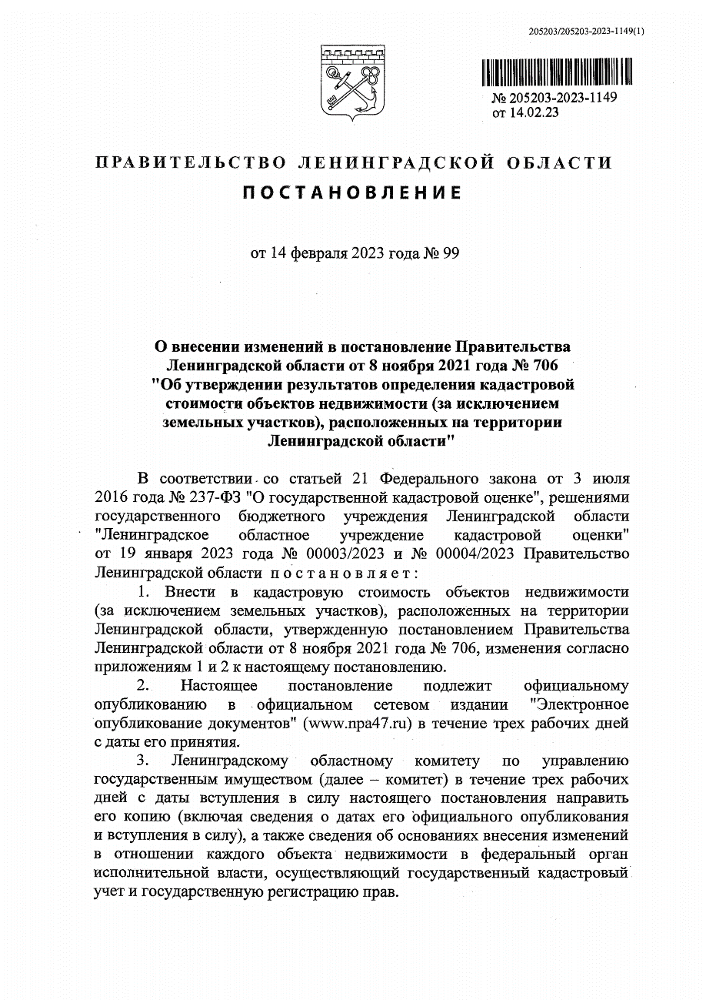 205203/205203-2023-1149(1)
№ 205203-2023-1149
от 14.02.23
ПРАВИТЕЛЬСТВО ЛЕНИНГРАДСКОЙ ОБЛАСТИ
ПОСТАНОВЛЕНИЕ
от 14 февраля 2023 года № 99
О внесении изменений в постановление Правительства
Ленинградской области от 8 ноября 2021 года № 706
"Об утверждении результатов определения кадастровой
стоимости объектов недвижимости (за исключением
земельных участков), расположенных на территории
Ленинградской области"
В соответствии со статьей 21 Федерального закона от 3 июля
2016 года № 237-ФЗ "О государственной кадастровой оценке", решениями
государственного бюджетного учреждения Ленинградской области
"Ленинградское областное учреждение кадастровой оценки"
от 19 января 2023 года № 00003/2023 и № 00004/2023 Правительство
Ленинградской области п о с т а н о в л я е т :
1. Внести в кадастровую стоимость объектов недвижимости
(за исключением земельных участков), расположенных на территории
Ленинградской области, утвержденную постановлением Правительства
Ленинградской области от 8 ноября 2021 года № 706, изменения согласно
приложениям 1 и 2 к настоящему постановлению.
2. Настоящее постановление подлежит официальному
опубликованию в официальном сетевом издании "Электронное
опубликование документов" (www.npa47.ru) в течение трех рабочих дней
с даты его принятия.
3. Ленинградскому областному комитету по управлению
государственным имуществом (далее – комитет) в течение трех рабочих
дней с даты вступления в силу настоящего постановления направить
его копию (включая сведения о датах его официального опубликования
и вступления в силу), а также сведения об основаниях внесения изменений
в отношении каждого объекта недвижимости в федеральный орган
исполнительной власти, осуществляющий государственный кадастровый
учет и государственную регистрацию прав.